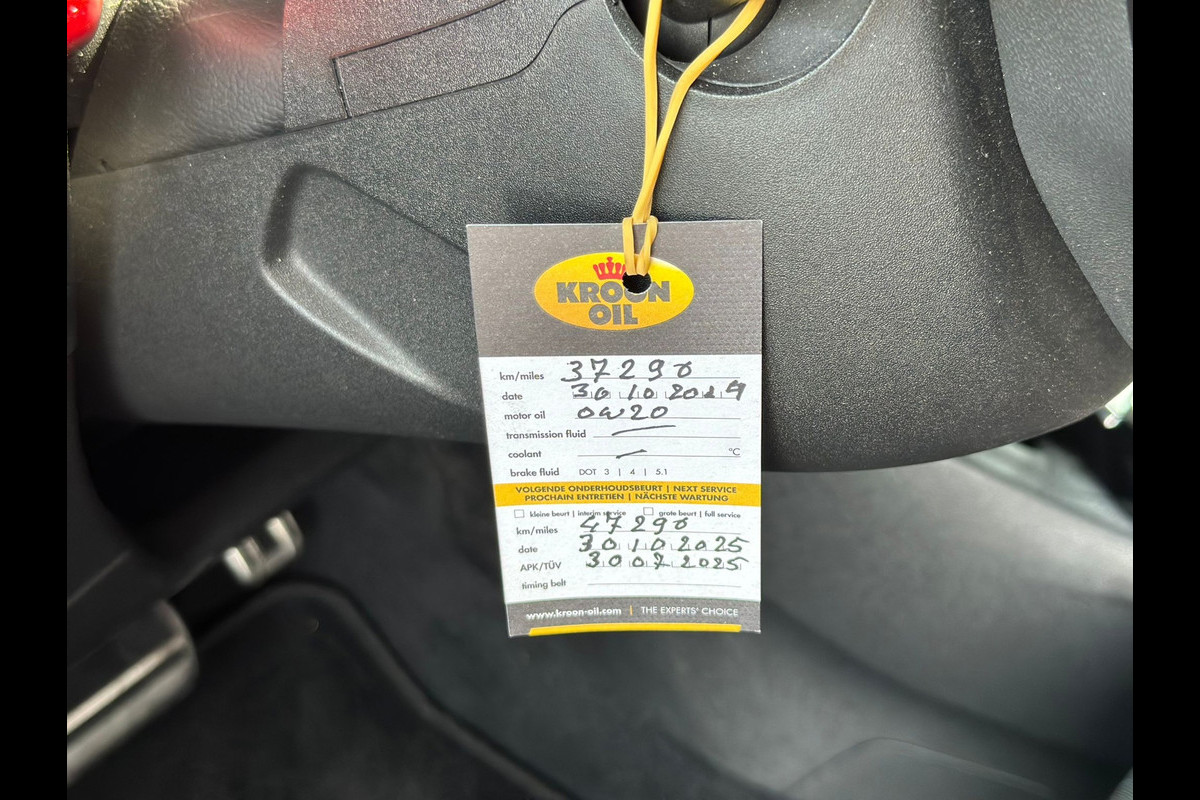 KROON
OIL
km/miles 37290
date 30 10 2024
motor oil 0W20
transmission fluid —
coalant — °C
brake fluid DOT 3 | 4 | 5.1
VOLGENDE ONDERHOUDSBEURT | NEXT SERVICE
PROCHAIN ENTRETIEN | NÄCHSTE WARTUNG
kleine beurt | interim service grote beurt | full service
km/miles 47290
date 30 10 2025
APK/TÜV 30 07 2025
timing belt
www.kroon-oil.com | THE EXPERTS' CHOICE